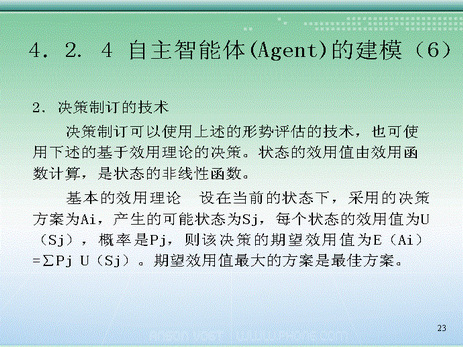 4．2．4 自主智能体(Agent)的建模（6）
2．决策制订的技术
决策制订可以使用上述的形势评估的技术，也可使
用下述的基于效用理论的决策。状态的效用值由效用函
数计算，是状态的非线性函数。
基本的效用理论 设在当前的状态下，采用的决策
方案为Ai，产生的可能状态为Sj，每个状态的效用值为U
（Sj），概率是Pj，则该决策的期望效用值为E（Ai）
=∑Pj U（Sj）。期望效用值最大的方案是最佳方案。
23